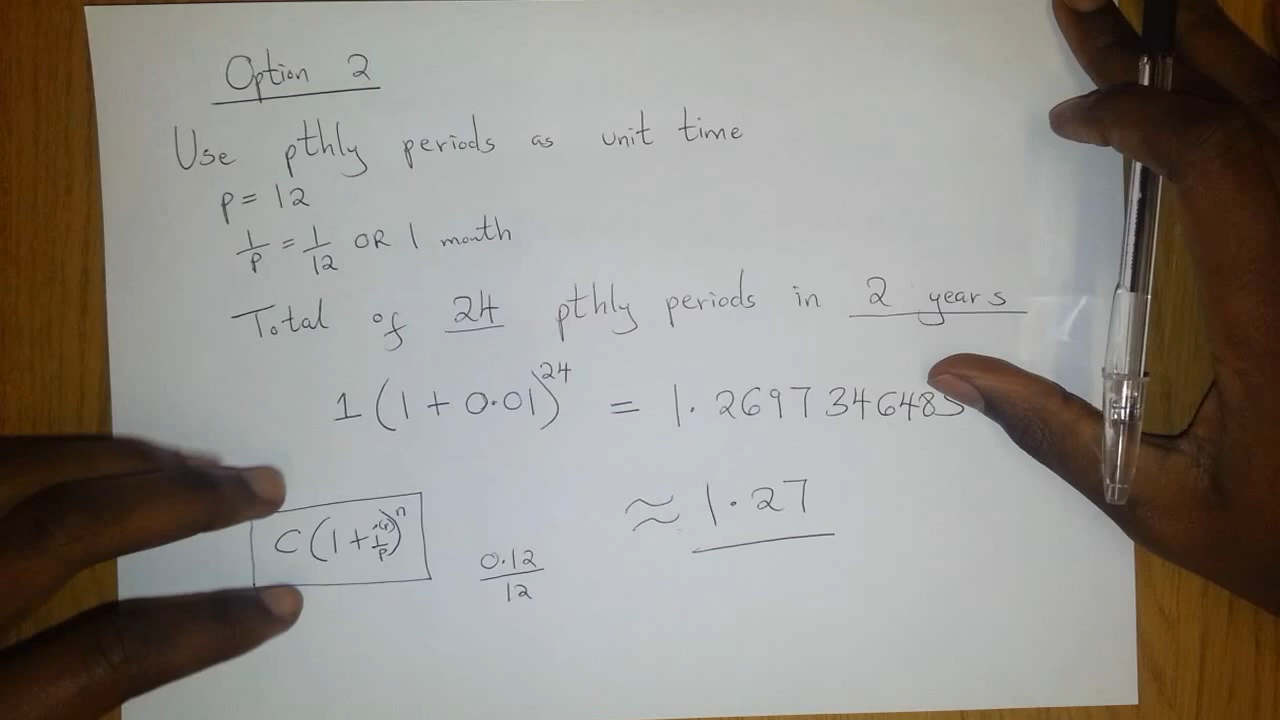 Option 2
Use pthly periods as unit time
p = 12
1/p = 1/12 OR 1 month
Total of 24 pthly periods in 2 years
1(1 + 0.01)^24 = 1.2697346485
≈ 1.27
C(1 + i^(p)/p)^n
0.12/12